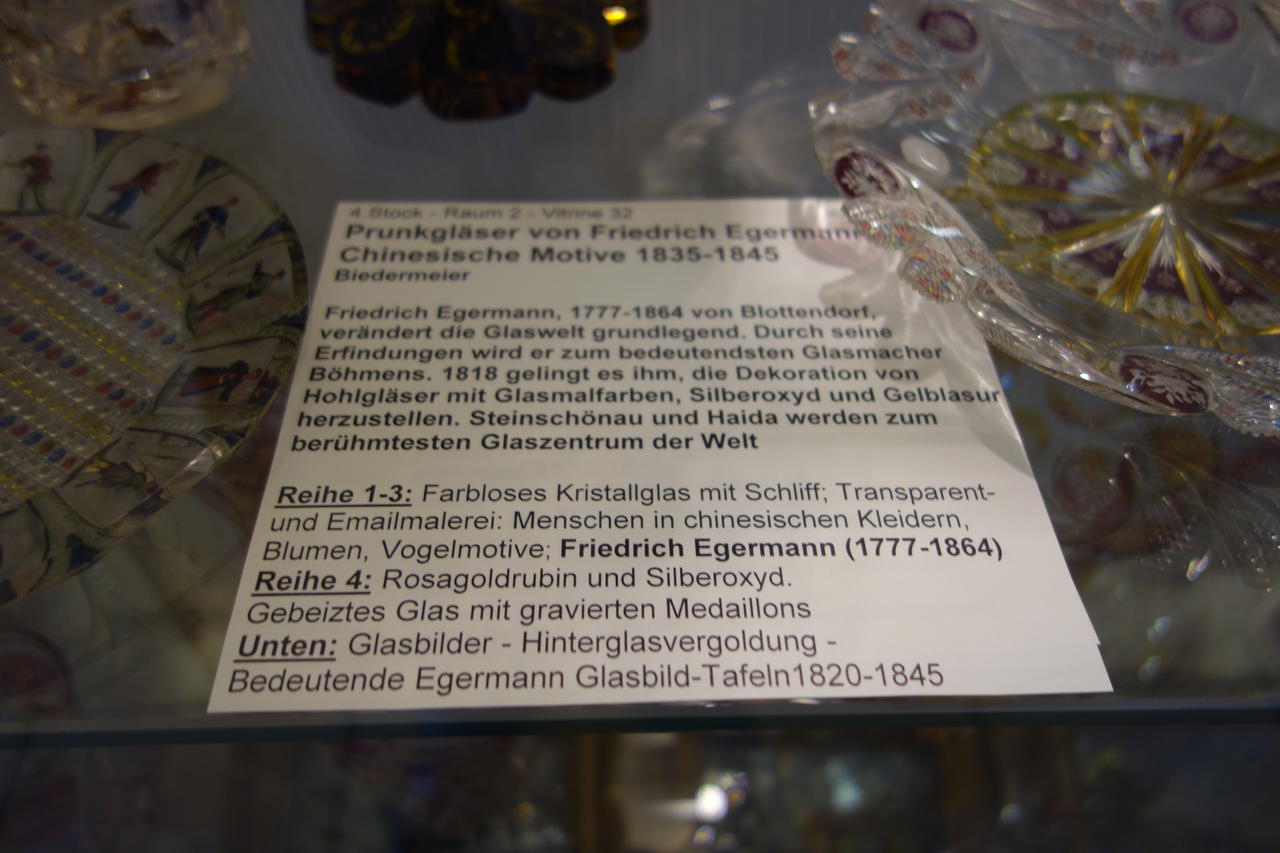 4.Stock - Raum 2 - Vitrine 32
Prunkgläser von Friedrich Egermann
Chinesische Motive 1835-1845
Biedermeier
Friedrich Egermann, 1777-1864 von Blottendorf,
verändert die Glaswelt grundlegend. Durch seine
Erfindungen wird er zum bedeutendsten Glasmacher
Böhmens. 1818 gelingt es ihm, die Dekoration von
Hohlgläser mit Glasmalfarben, Silberoxyd und Gelblasur
herzustellen. Steinschönau und Haida werden zum
berühmtesten Glaszentrum der Welt
Reihe 1-3: Farbloses Kristallglas mit Schliff; Transparent-
und Emailmalerei: Menschen in chinesischen Kleidern,
Blumen, Vogelmotive; Friedrich Egermann (1777-1864)
Reihe 4: Rosagoldrubin und Silberoxyd.
Gebeiztes Glas mit gravierten Medaillons
Unten: Glasbilder - Hinterglasvergoldung -
Bedeutende Egermann Glasbild-Tafeln1820-1845